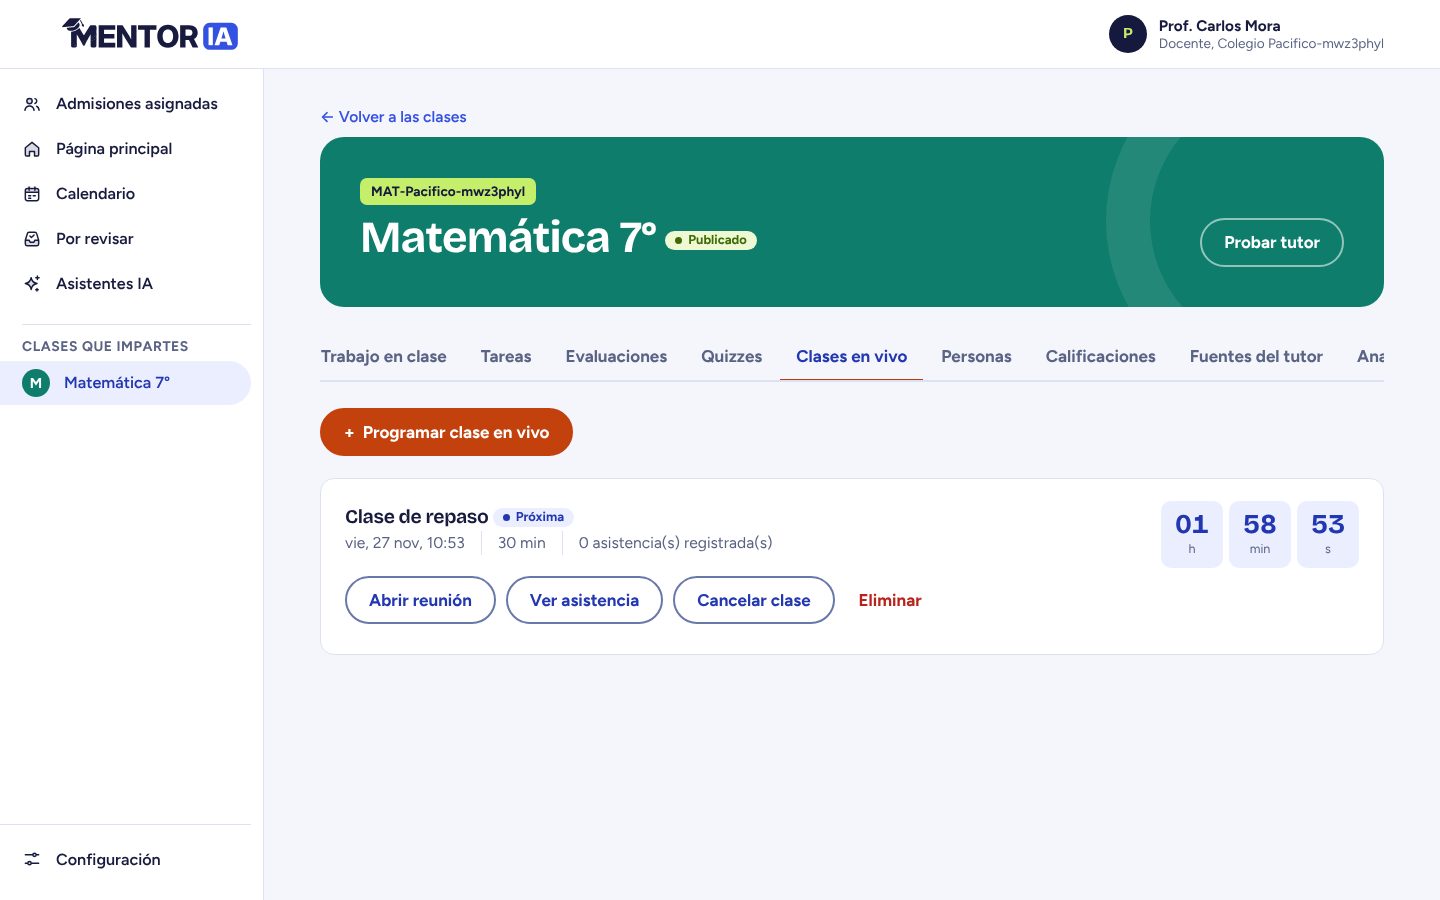 MENTOR IA
P
Prof. Carlos Mora
Docente, Colegio Pacifico-mwz3phyl
Admisiones asignadas
Página principal
Calendario
Por revisar
Asistentes IA
CLASES QUE IMPARTES
M Matemática 7°
Configuración
← Volver a las clases
MAT-Pacifico-mwz3phyl
Matemática 7° Publicado
Probar tutor
Trabajo en clase Tareas Evaluaciones Quizzes Clases en vivo Personas Calificaciones Fuentes del tutor Ana
+ Programar clase en vivo
Clase de repaso Próxima
vie, 27 nov, 10:53 30 min 0 asistencia(s) registrada(s)
01 58 53
h min s
Abrir reunión Ver asistencia Cancelar clase Eliminar